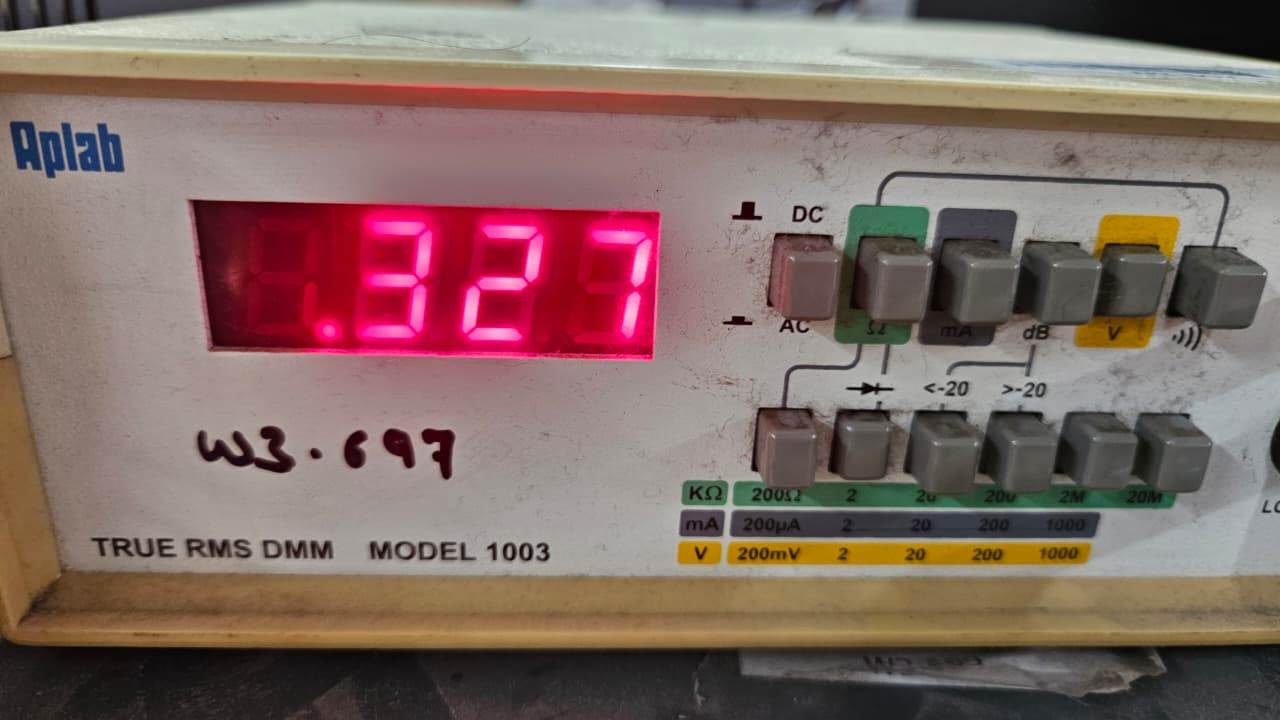 Aplab
.327
W3.697
TRUE RMS DMM MODEL 1003
DC
AC Ω mA dB V
<-20 >-20
KΩ 200Ω 2 20 200 2M 20M
mA 200μA 2 20 200 1000
V 200mV 2 20 200 1000